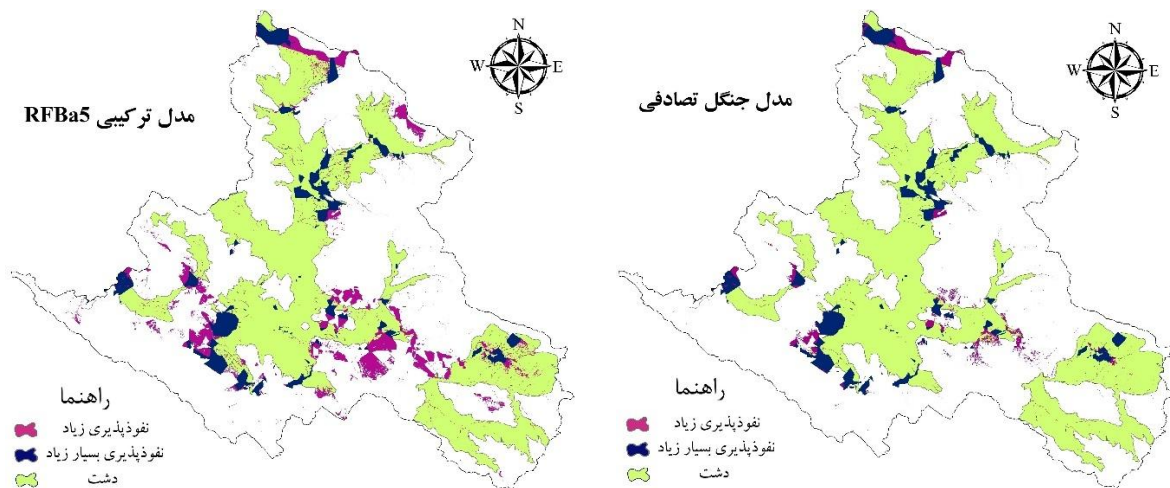 N
W E
S
مدل ترکیبی RFBa5
راهنما
نفوذپذیری زیاد
نفوذپذیری بسیار زیاد
دشت
N
W E
S
مدل جنگل تصادفی
راهنما
نفوذپذیری زیاد
نفوذپذیری بسیار زیاد
دشت